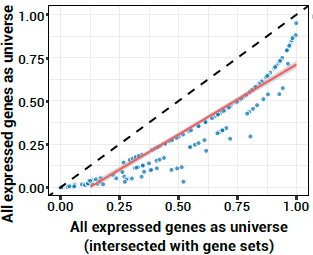 All expressed genes as universe
1.00
0.75
0.50
0.25
0.00
0.00 0.25 0.50 0.75 1.00
All expressed genes as universe
(intersected with gene sets)